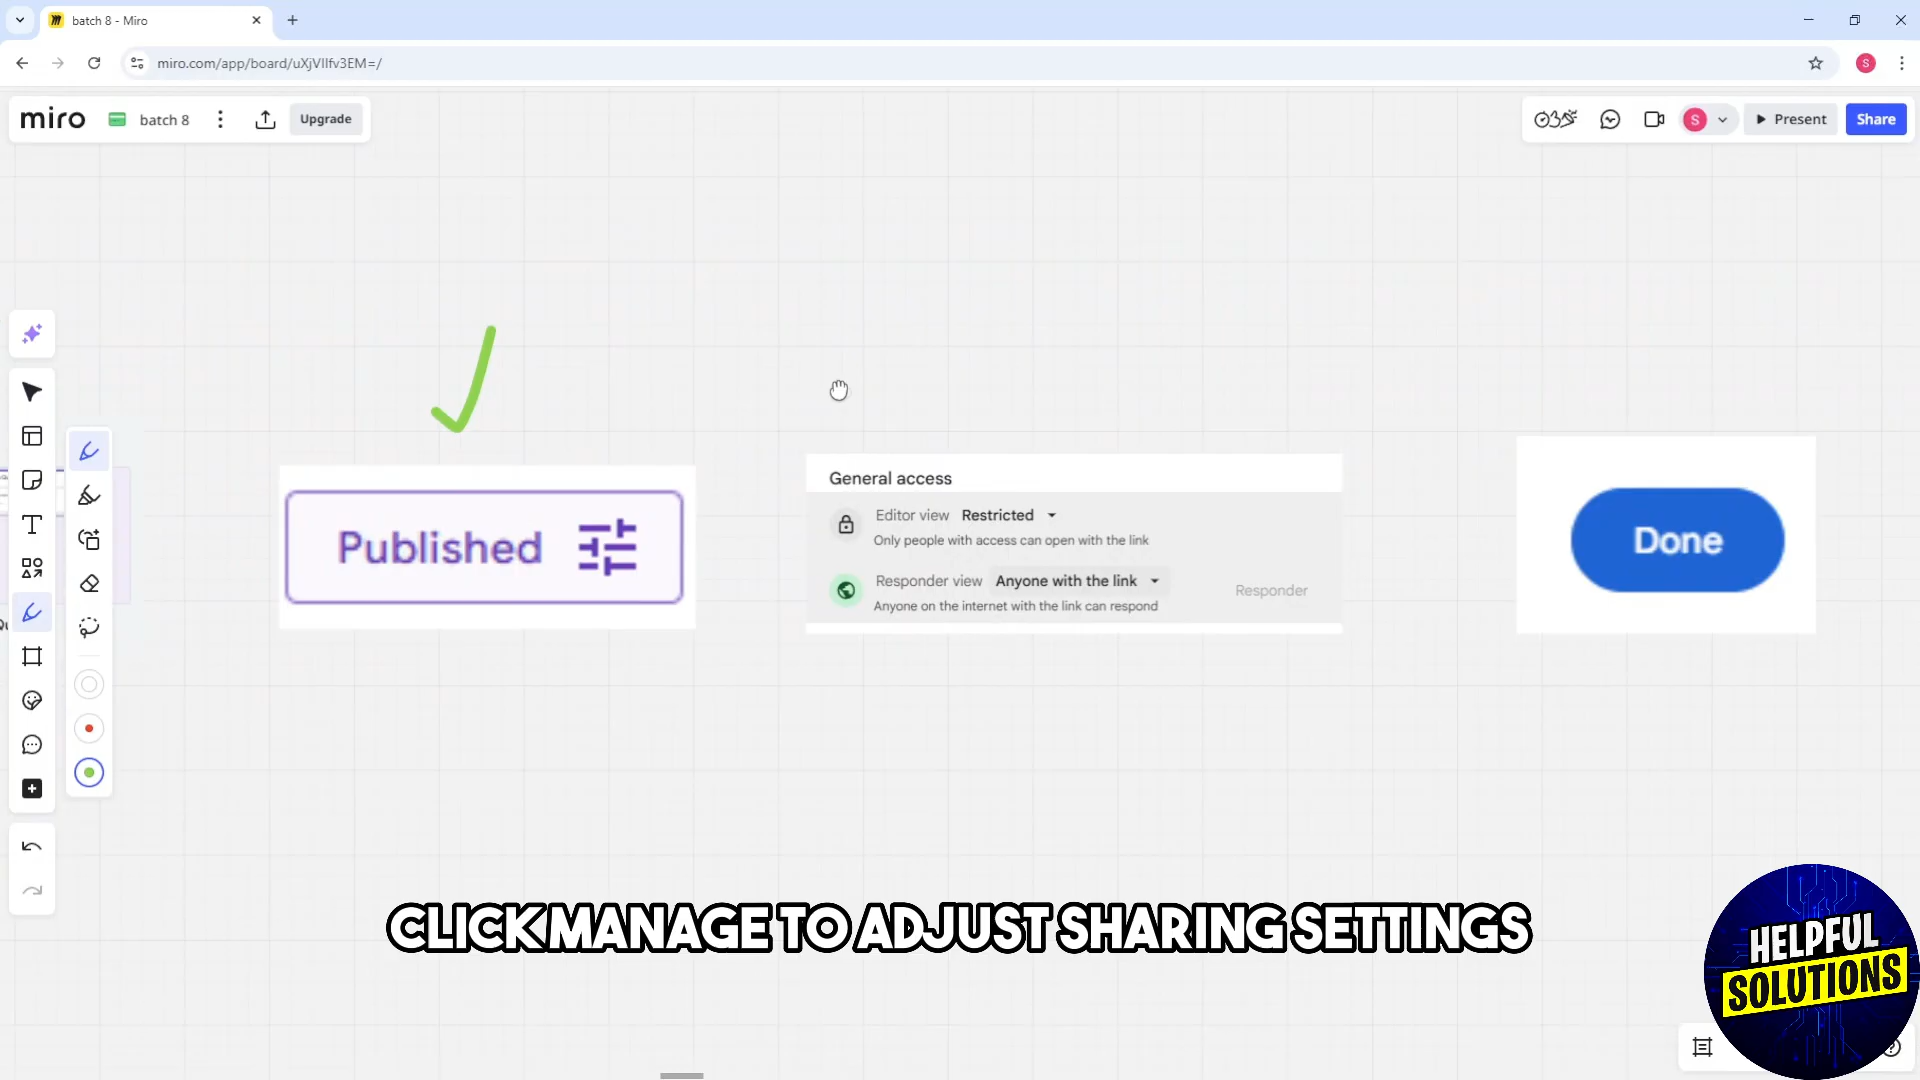 batch 8 - Miro
miro.com/app/board/uXjVIIfv3EM=/
S
miro
batch 8
Upgrade
S
Present
Share
Published
General access
Editor view Restricted
Only people with access can open with the link
Responder view Anyone with the link
Anyone on the internet with the link can respond
Responder
Done
CLICK MANAGE TO ADJUST SHARING SETTINGS
HELPFUL
SOLUTIONS